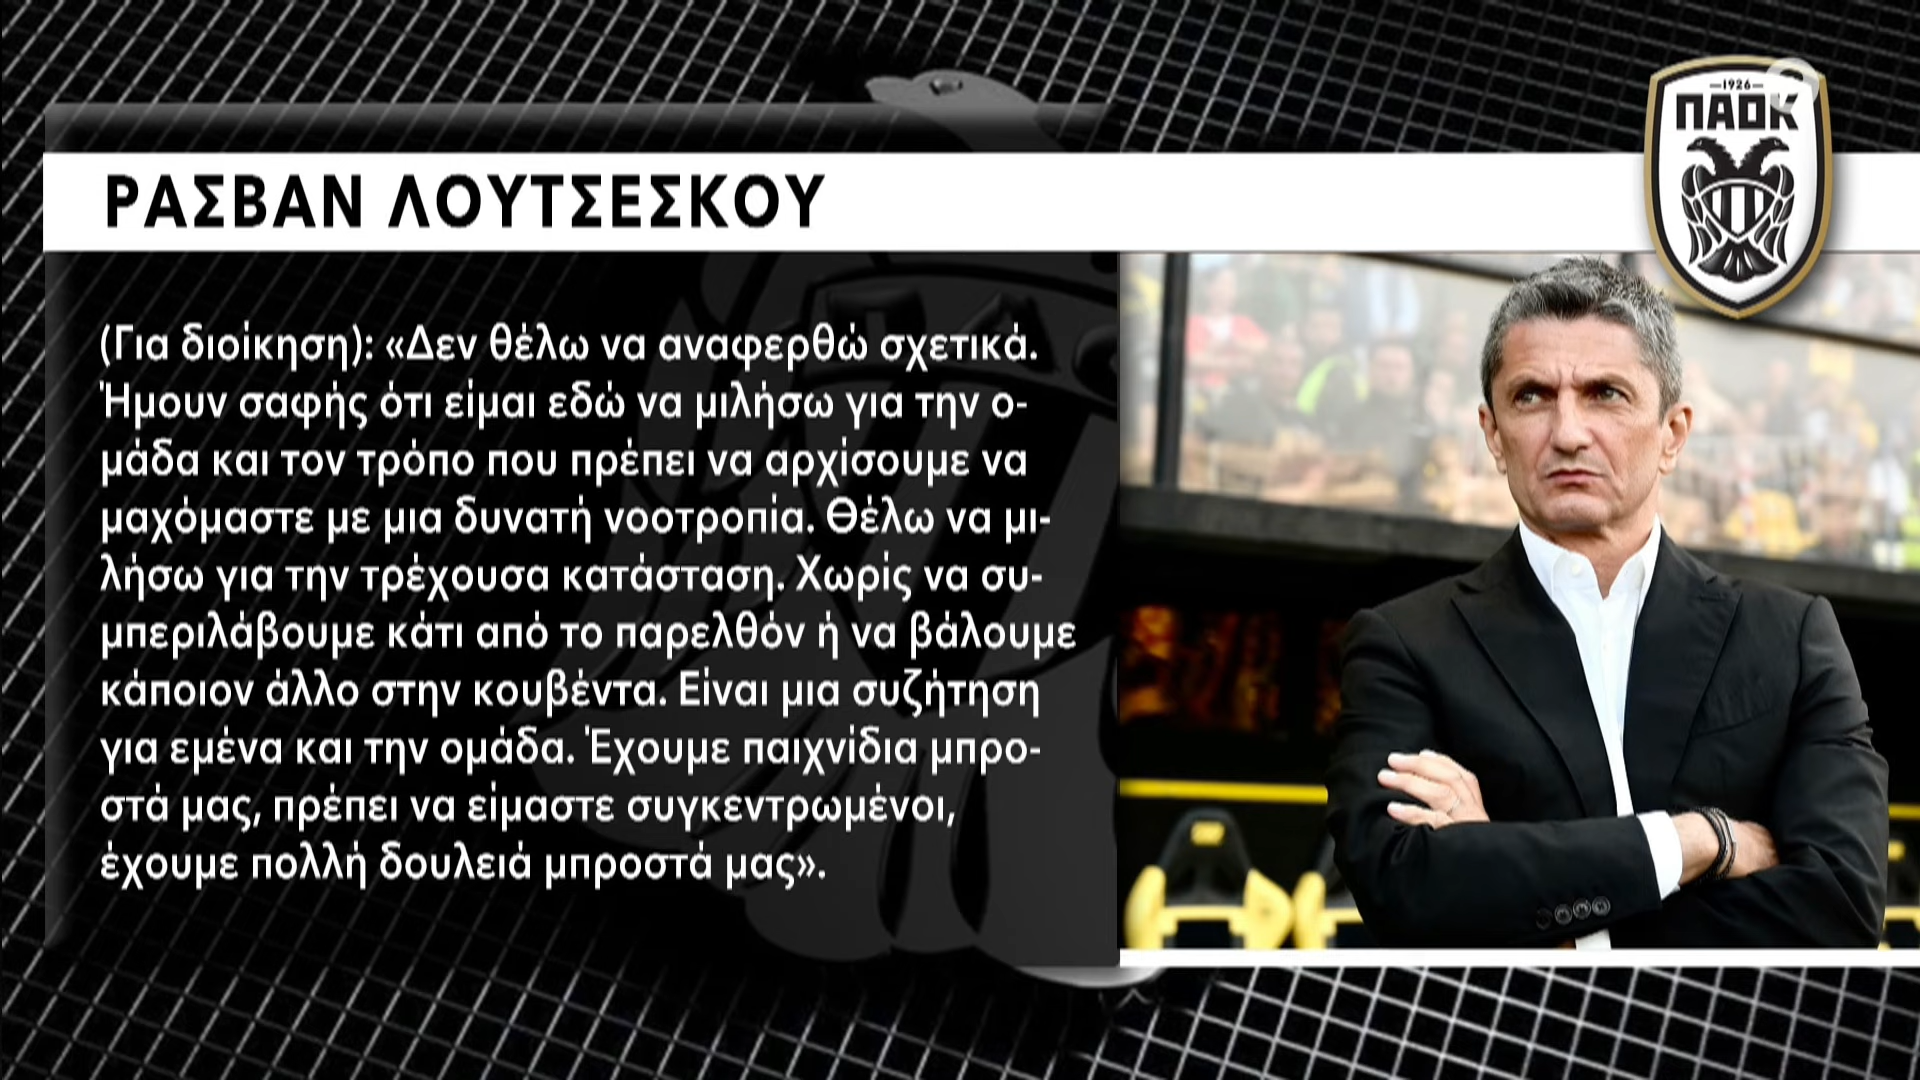 1926
ΠΑΟΚ
ΡΑΣΒΑΝ ΛΟΥΤΣΕΣΚΟΥ
(Για διοίκηση): «Δεν θέλω να αναφερθώ σχετικά.
Ήμουν σαφής ότι είμαι εδώ να μιλήσω για την ο-
μάδα και τον τρόπο που πρέπει να αρχίσουμε να
μαχόμαστε με μια δυνατή νοοτροπία. Θέλω να μι-
λήσω για την τρέχουσα κατάσταση. Χωρίς να συ-
μπεριλάβουμε κάτι από το παρελθόν ή να βάλουμε
κάποιον άλλο στην κουβέντα. Είναι μια συζήτηση
για εμένα και την ομάδα. Έχουμε παιχνίδια μπρο-
στά μας, πρέπει να είμαστε συγκεντρωμένοι,
έχουμε πολλή δουλειά μπροστά μας».